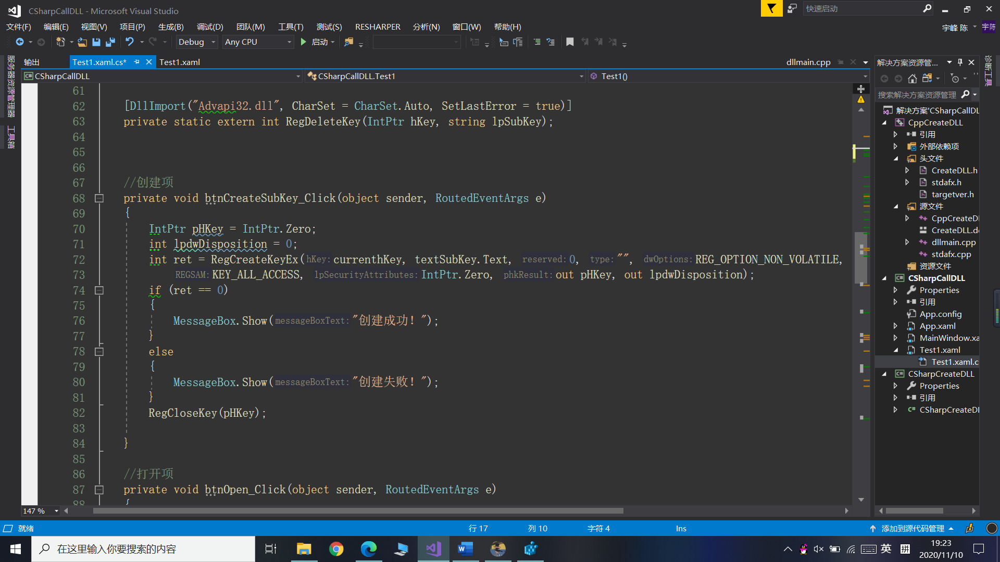 CSharpCallDLL - Microsoft Visual Studio
快速启动
文件(F) 编辑(E) 视图(V) 项目(P) 生成(B) 调试(D) 团队(M) 工具(T) 测试(S) RESHARPER 分析(N) 窗口(W) 帮助(H)
宇峰 陈 宇陈
Debug Any CPU 启动
服务器资源管理器
工具箱
输出 Test1.xaml.cs* Test1.xaml dllmain.cpp
CSharpCallDLL CSharpCallDLL.Test1 Test1()
61
62 [DllImport("Advapi32.dll", CharSet = CharSet.Auto, SetLastError = true)]
63 private static extern int RegDeleteKey(IntPtr hKey, string lpSubKey);
64
65
66
67 //创建项
68 private void btnCreateSubKey_Click(object sender, RoutedEventArgs e)
69 {
70 IntPtr pHKey = IntPtr.Zero;
71 int lpdwDisposition = 0;
72 int ret = RegCreateKeyEx(hKey: currenthKey, textSubKey.Text, reserved: 0, type: "", dwOptions: REG_OPTION_NON_VOLATILE,
73 REGSAM: KEY_ALL_ACCESS, lpSecurityAttributes: IntPtr.Zero, phkResult: out pHKey, out lpdwDisposition);
74 if (ret == 0)
75 {
76 MessageBox.Show(messageBoxText: "创建成功！");
77 }
78 else
79 {
80 MessageBox.Show(messageBoxText: "创建失败！");
81 }
82 RegCloseKey(pHKey);
83
84 }
85
86 //打开项
87 private void btnOpen_Click(object sender, RoutedEventArgs e)
88 {
147 %
解决方案资源管...
搜索解决方案资源管理
解决方案'CSharpCallDL
CppCreateDLL
引用
外部依赖项
头文件
CreateDLL.h
stdafx.h
targetver.h
源文件
CppCreateD
CreateDLL.d
dllmain.cpp
stdafx.cpp
资源文件
CSharpCallDLL
Properties
引用
App.config
App.xaml
MainWindow.xa
Test1.xaml
Test1.xaml.c
CSharpCreateDLL
Properties
引用
CSharpCreateD
诊断工具
就绪 行 17 列 10 字符 4 Ins 添加到源代码管理
在这里输入你要搜索的内容
英 拼
19:23
2020/11/10